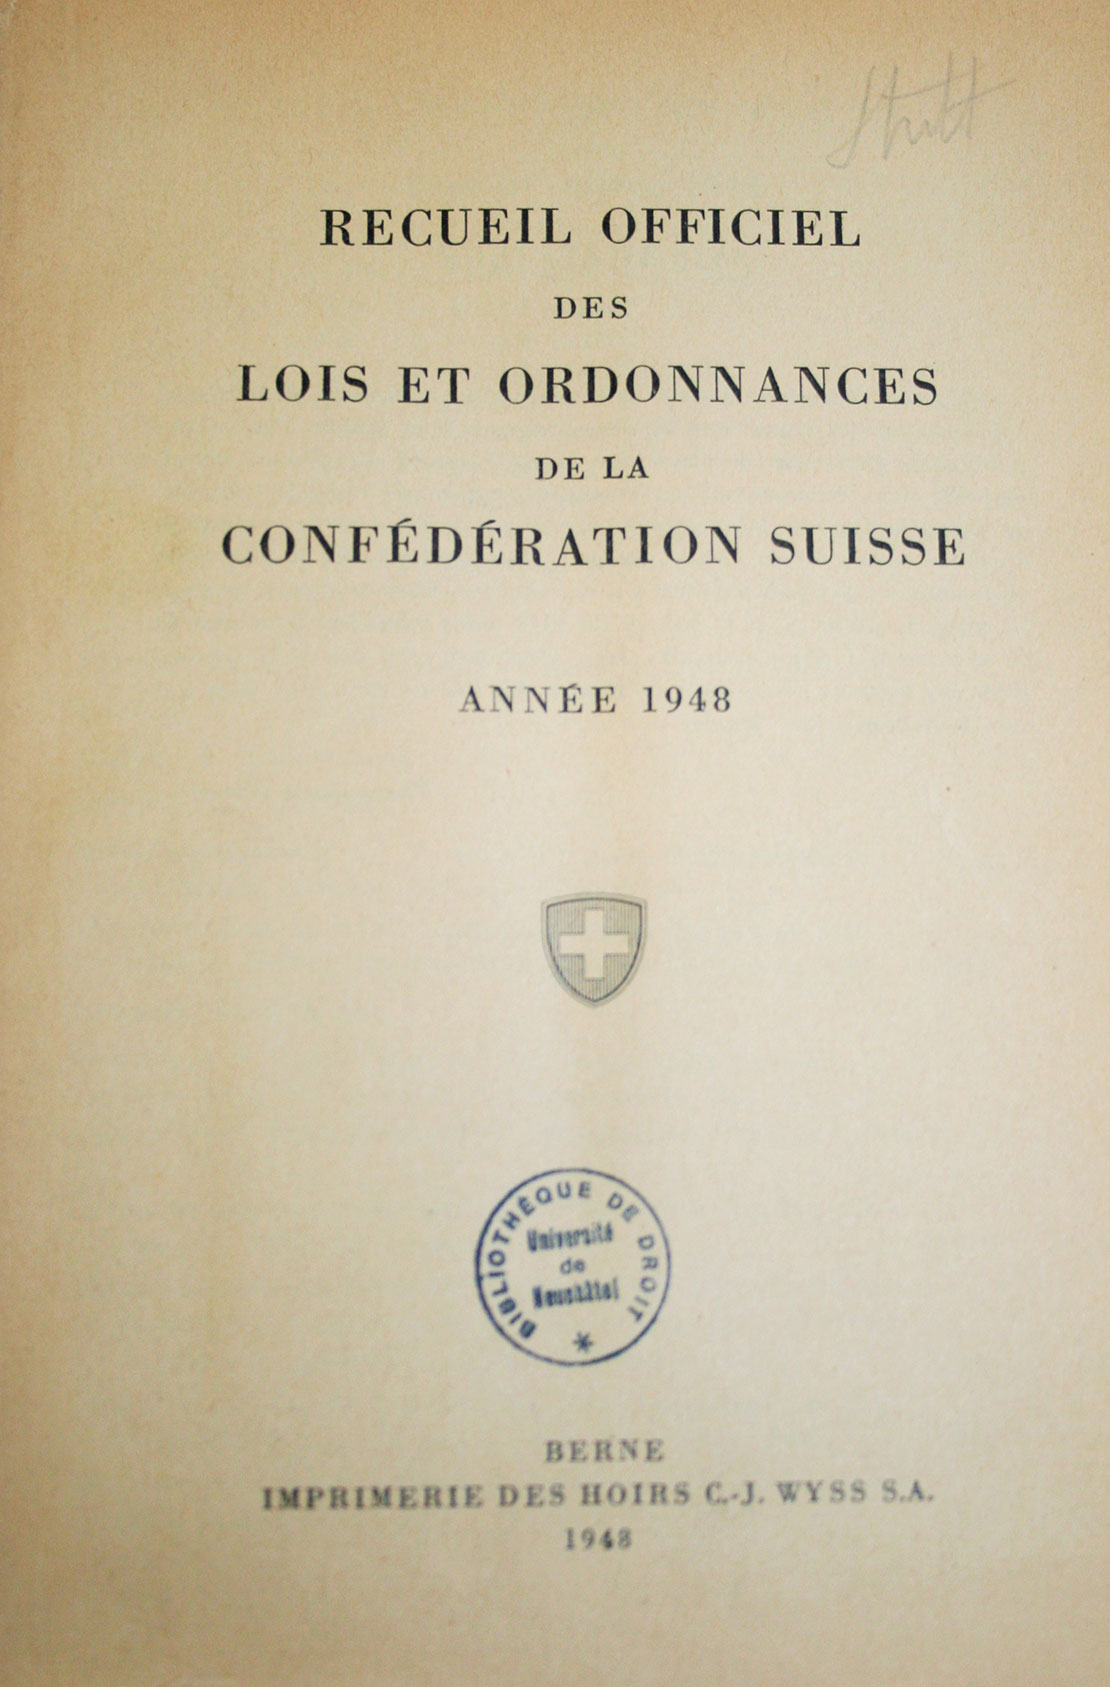 RECUEIL OFFICIEL
DES
LOIS ET ORDONNANCES
DE LA
CONFÉDÉRATION SUISSE
ANNÉE 1948
BIBLIOTHÈQUE DE DROIT
Université
de
Neuchâtel
*
BERNE
IMPRIMERIE DES HOIRS C.-J. WYSS S.A.
1948